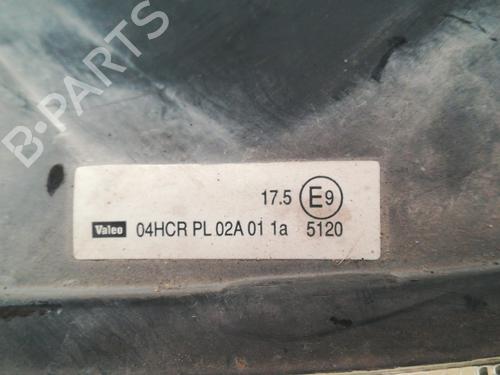 B-PARTS
17.5 E9
Valeo 04HCR PL 02A 01 1a 5120